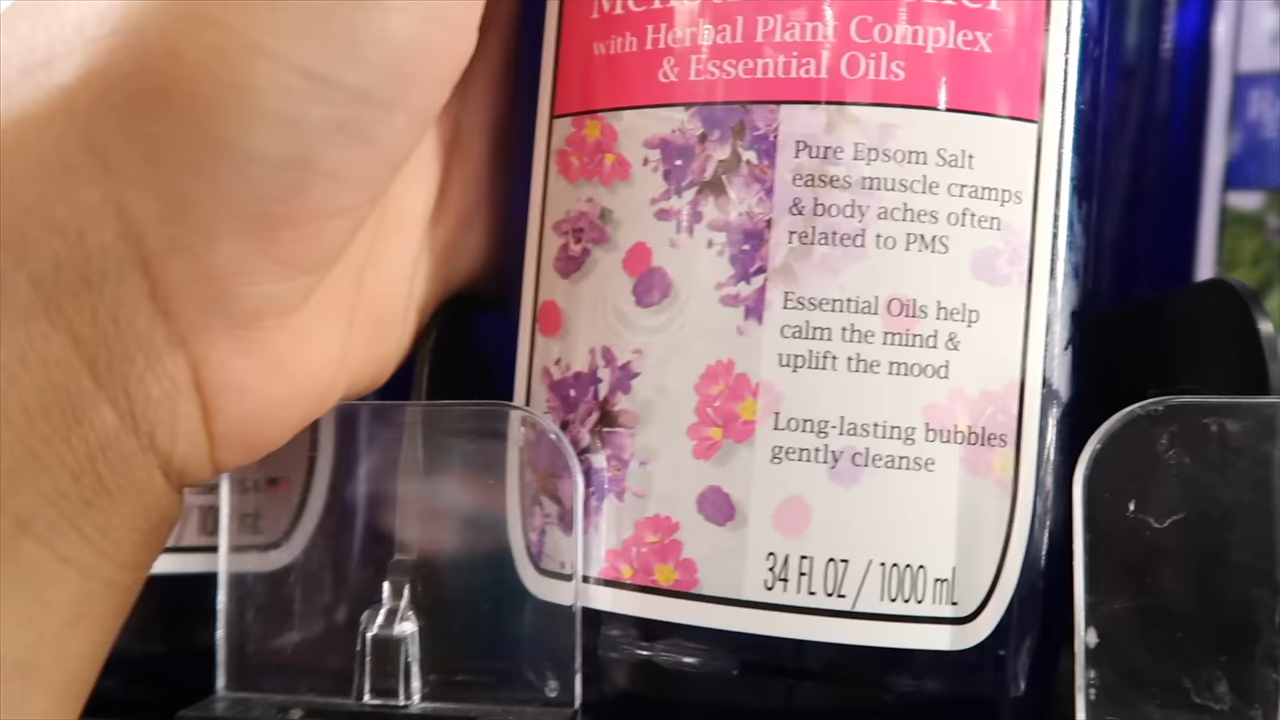 with Herbal Plant Complex
& Essential Oils
Pure Epsom Salt
eases muscle cramps
& body aches often
related to PMS
Essential Oils help
calm the mind &
uplift the mood
Long-lasting bubbles
gently cleanse
34 FL OZ / 1000 mL